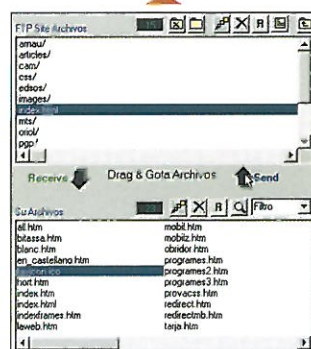 FTP Site Archivos
R
arnau/
articles/
cam/
css/
edsos/
images/
index.html
mts/
oriol/
pgp/
Receive Drag & Gota Archivos Send
Su Archivos R Filtro
all.htm
bitassa.htm
blanc.htm
en_castellano.htm
favicon.ico
hort.htm
index.htm
index.html
indexframes.htm
laweb.htm
mobil.htm
mobilz.htm
obridor.htm
programes.htm
programes2.htm
programes3.htm
provacss.htm
redirect.htm
redirectmb.htm
tarja.htm